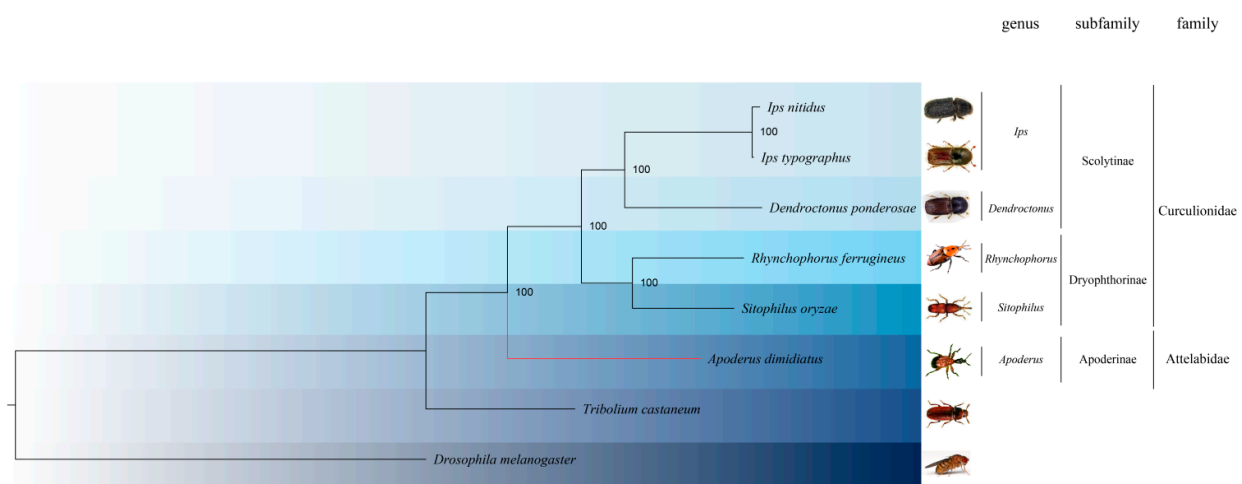 genus subfamily family
Ips nitidus
100
Ips
Ips typographus
Scolytinae
100
Dendroctonus ponderosae
Dendroctonus
Curculionidae
100
Rhynchophorus ferrugineus
Rhynchophorus
100
Dryophthorinae
100
Sitophilus oryzae
Sitophilus
Apoderus dimidiatus
Apoderus
Apoderinae
Attelabidae
Tribolium castaneum
Drosophila melanogaster